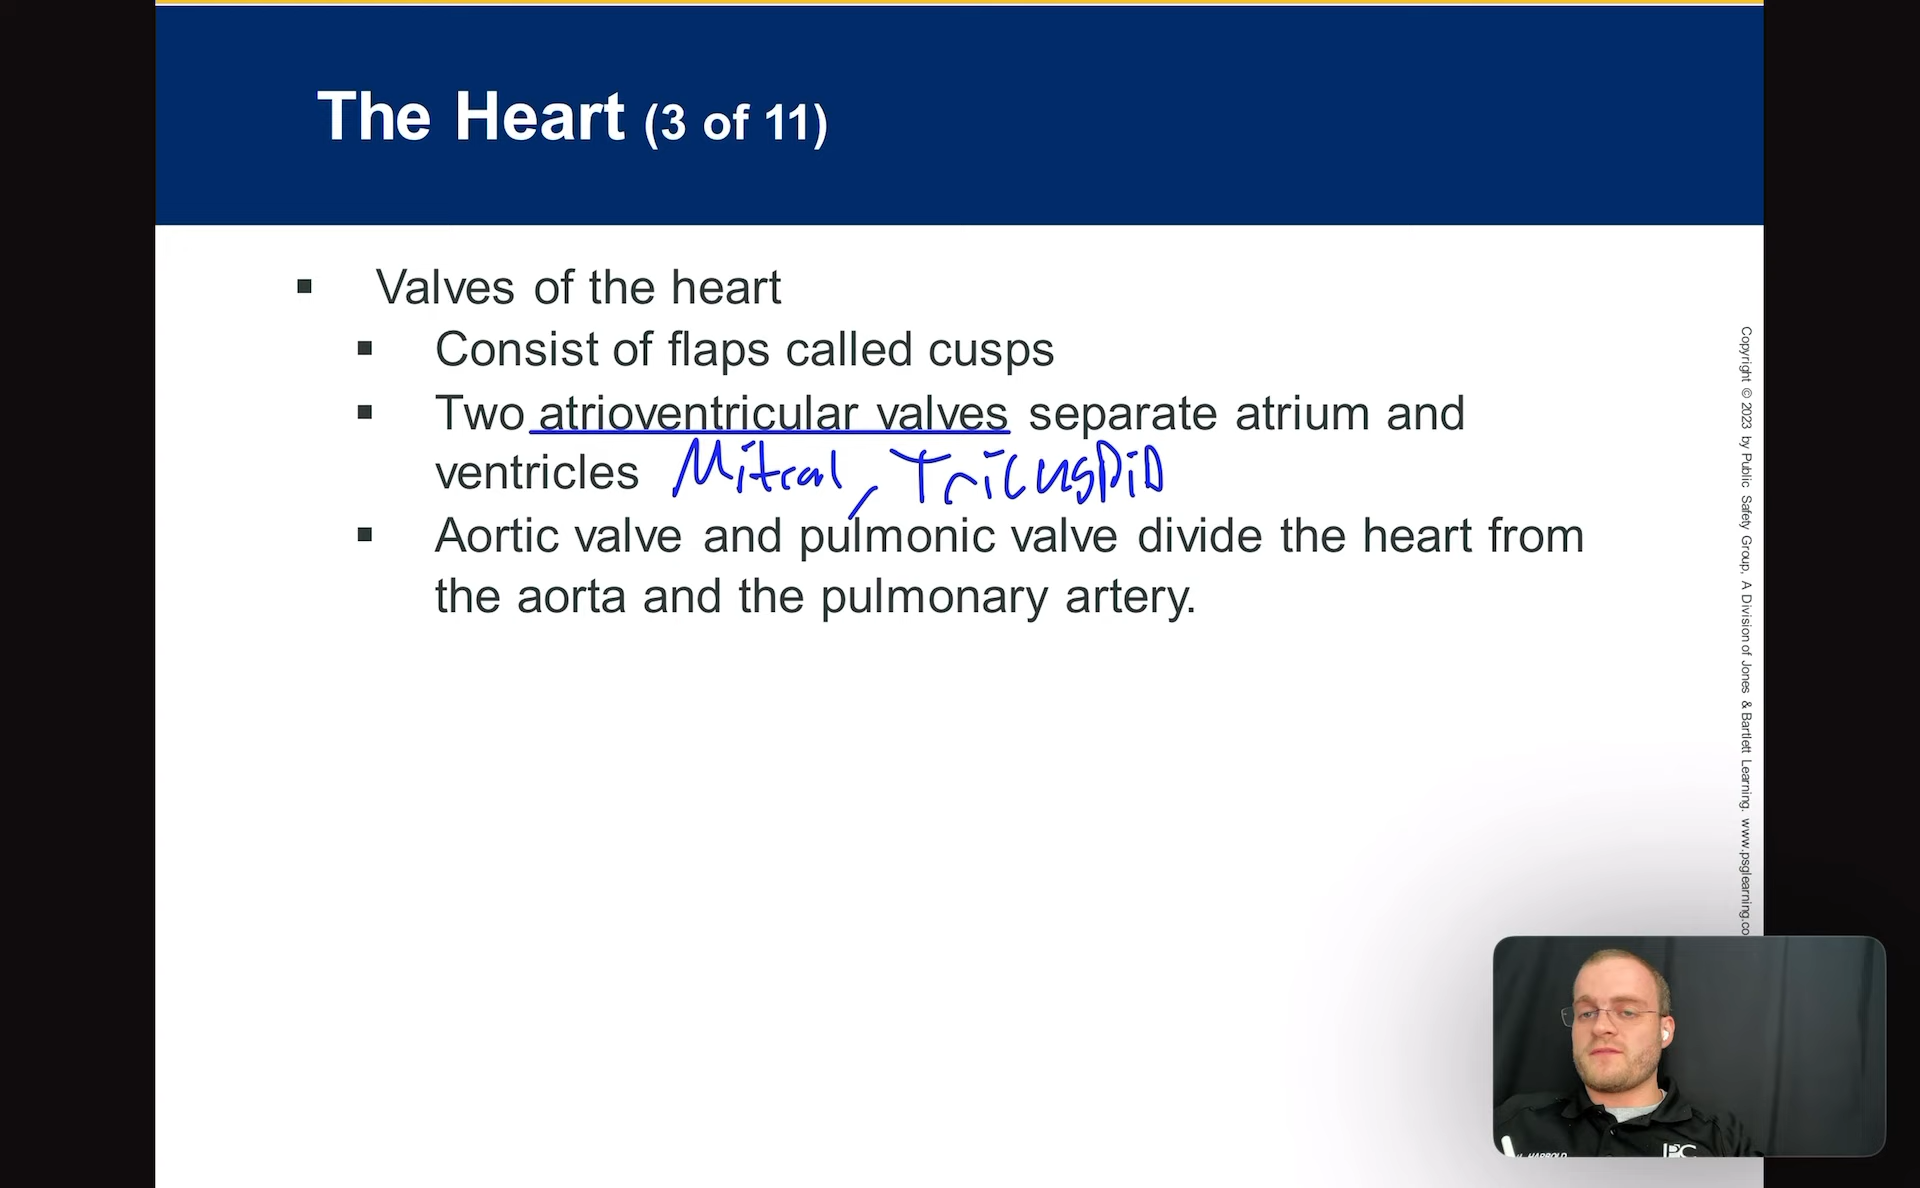 The Heart (3 of 11)
Valves of the heart
Consist of flaps called cusps
Two atrioventricular valves separate atrium and
ventricles Mitral, TricuspiD
Aortic valve and pulmonic valve divide the heart from
the aorta and the pulmonary artery.
Copyright © 2023 by Public Safety Group, A Division of Jones & Bartlett Learning. www.psglearning.co
HARBOLD